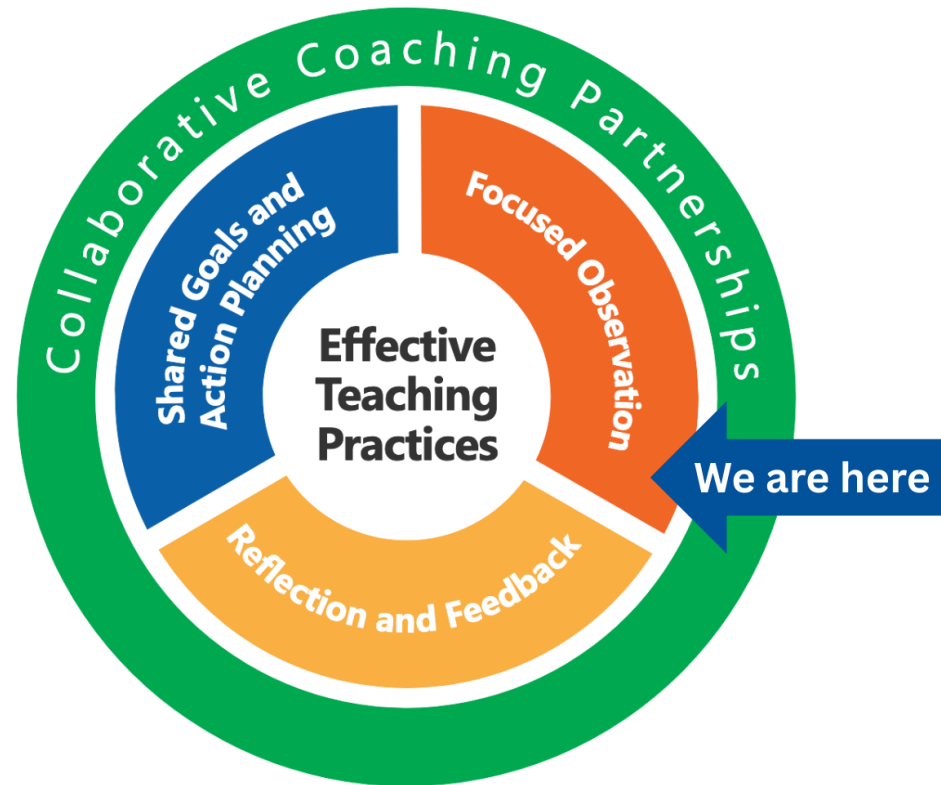 Collaborative Coaching Partnerships
Shared Goals and
Action Planning
Focused Observation
Effective
Teaching
Practices
We are here
Reflection and Feedback